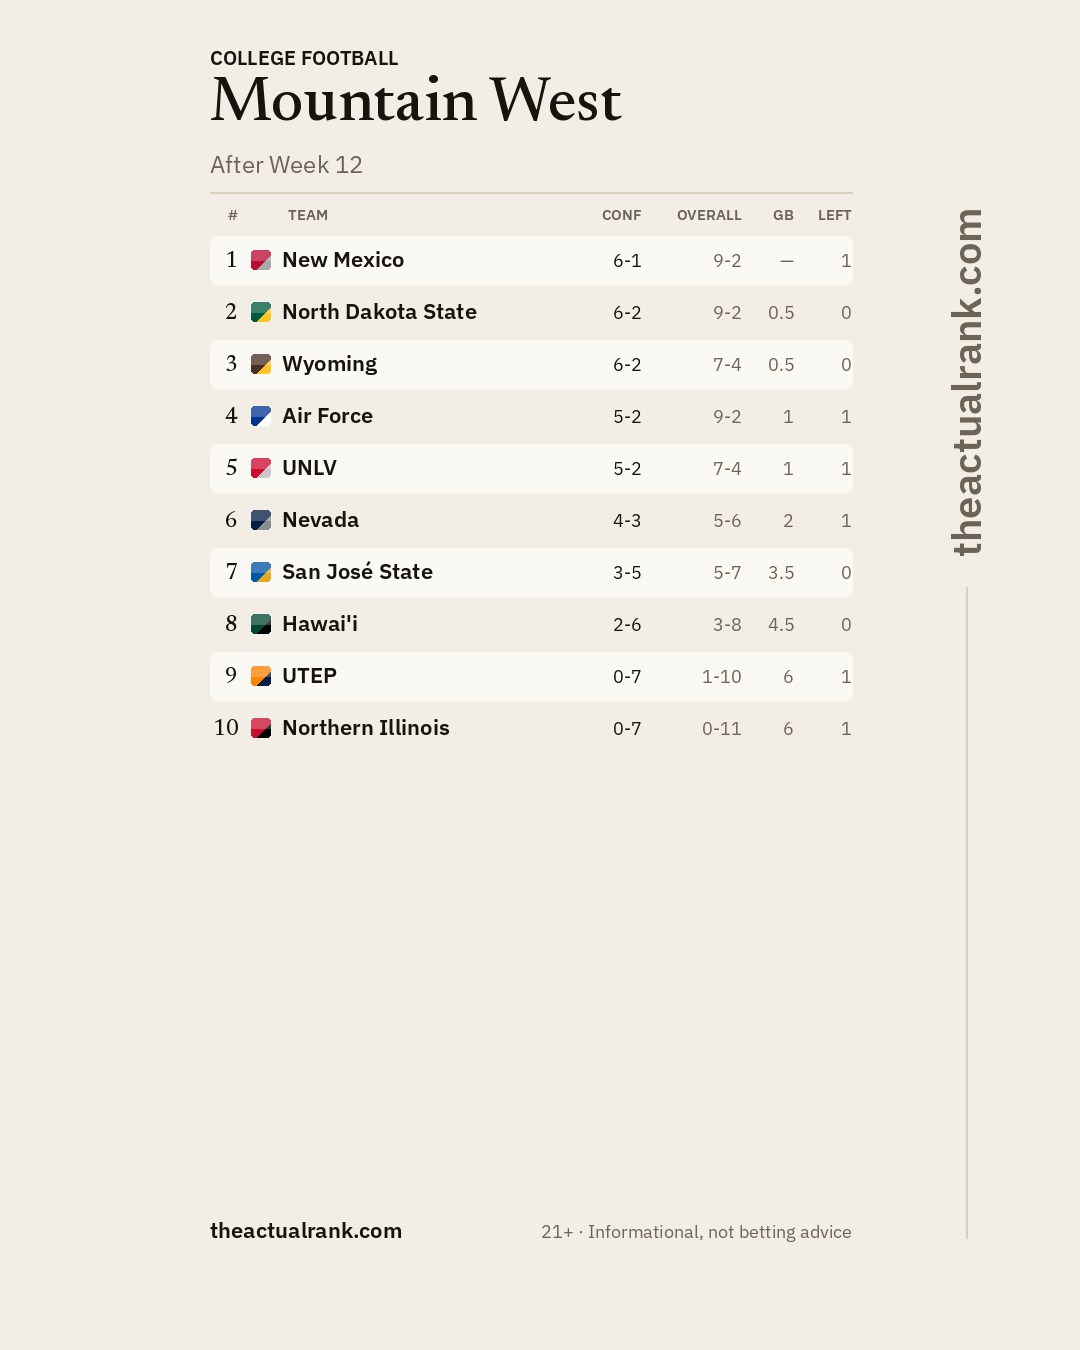 COLLEGE FOOTBALL
Mountain West
After Week 12
# TEAM CONF OVERALL GB LEFT
1 New Mexico 6-1 9-2 — 1
2 North Dakota State 6-2 9-2 0.5 0
3 Wyoming 6-2 7-4 0.5 0
4 Air Force 5-2 9-2 1 1
5 UNLV 5-2 7-4 1 1
6 Nevada 4-3 5-6 2 1
7 San José State 3-5 5-7 3.5 0
8 Hawai'i 2-6 3-8 4.5 0
9 UTEP 0-7 1-10 6 1
10 Northern Illinois 0-7 0-11 6 1
theactualrank.com 21+ · Informational, not betting advice
theactualrank.com